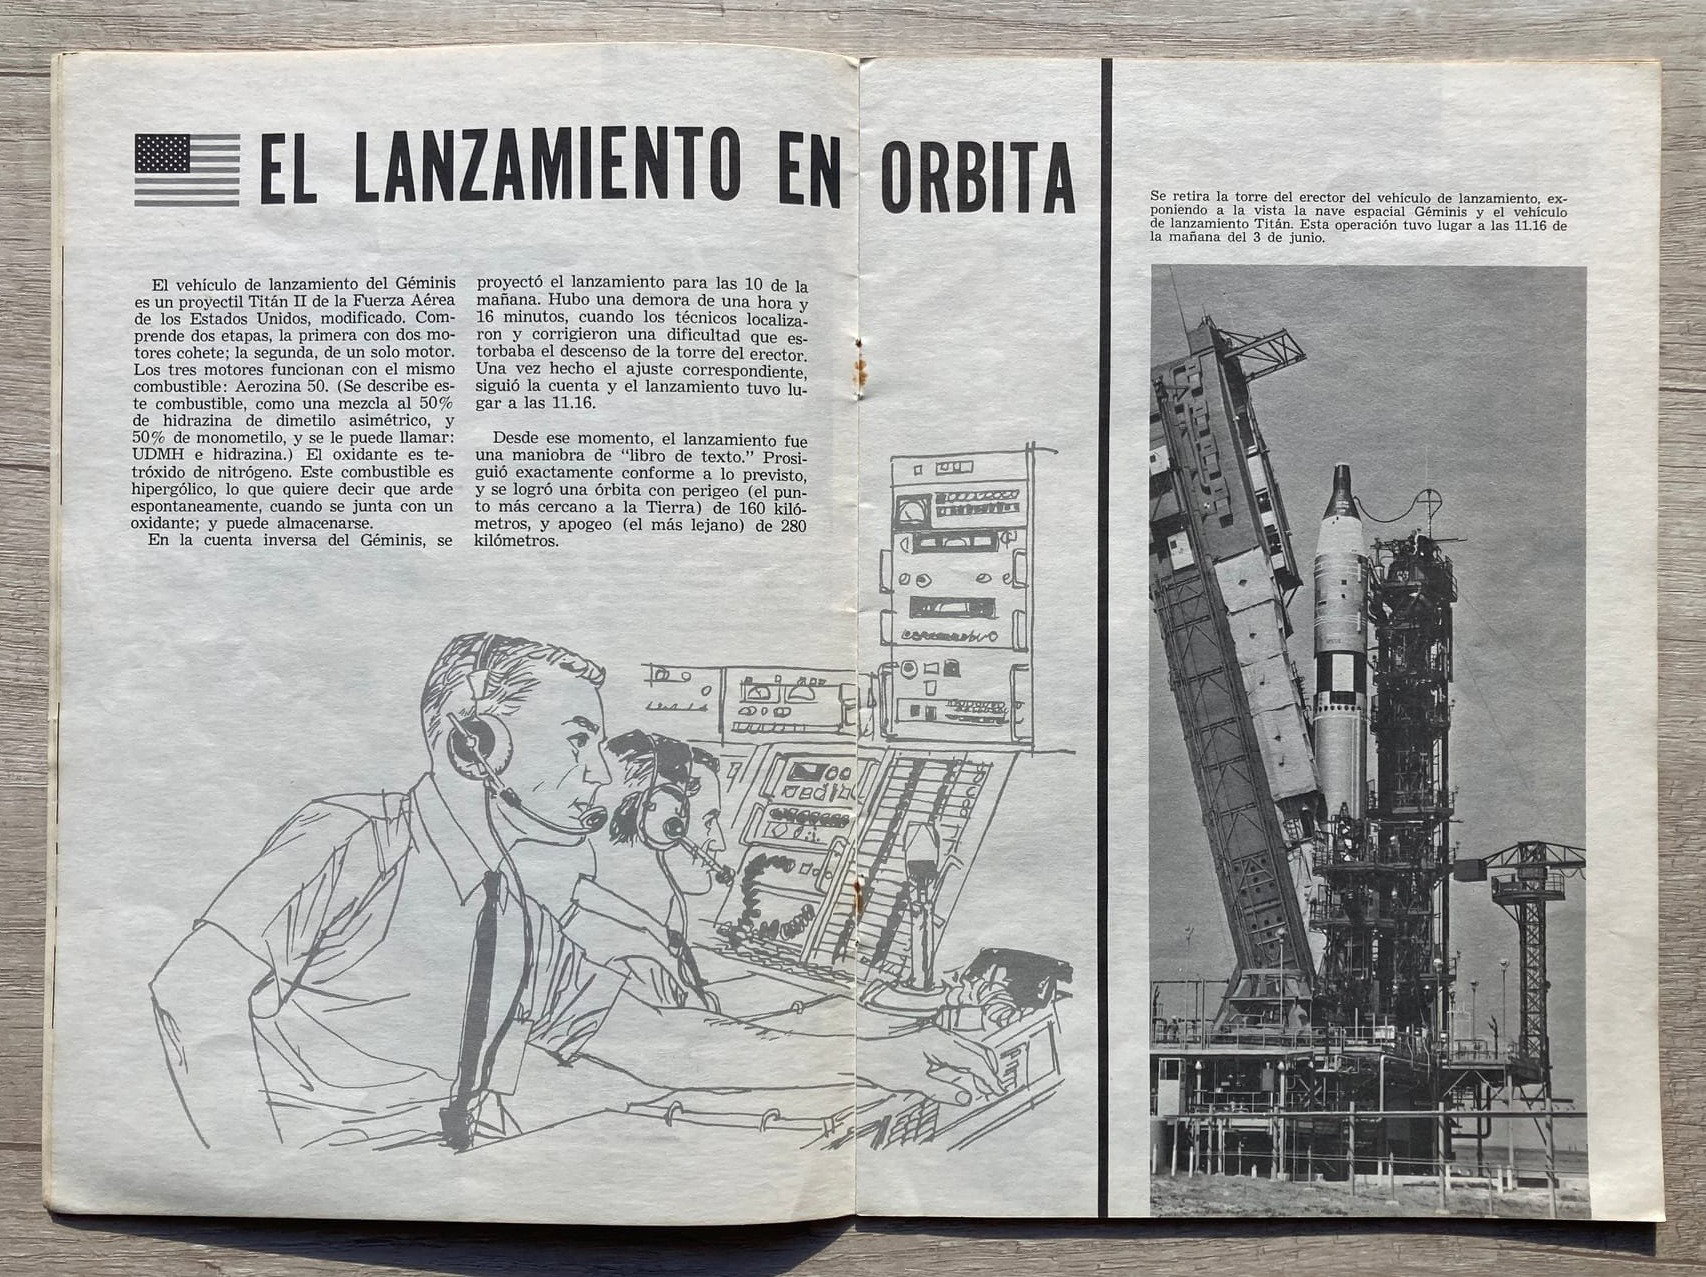 EL LANZAMIENTO EN ORBITA
El vehículo de lanzamiento del Géminis
es un proyectil Titán II de la Fuerza Aérea
de los Estados Unidos, modificado. Com-
prende dos etapas, la primera con dos mo-
tores cohete; la segunda, de un solo motor.
Los tres motores funcionan con el mismo
combustible: Aerozina 50. (Se describe es-
te combustible, como una mezcla al 50%
de hidrazina de dimetilo asimétrico, y
50% de monometilo, y se le puede llamar:
UDMH e hidrazina.) El oxidante es te-
tróxido de nitrógeno. Este combustible es
hipergólico, lo que quiere decir que arde
espontaneamente, cuando se junta con un
oxidante; y puede almacenarse.
En la cuenta inversa del Géminis, se
proyectó el lanzamiento para las 10 de la
mañana. Hubo una demora de una hora y
16 minutos, cuando los técnicos localiza-
ron y corrigieron una dificultad que es-
torbaba el descenso de la torre del erector.
Una vez hecho el ajuste correspondiente,
siguió la cuenta y el lanzamiento tuvo lu-
gar a las 11.16.
Desde ese momento, el lanzamiento fue
una maniobra de “libro de texto.” Prosi-
guió exactamente conforme a lo previsto,
y se logró una órbita con perigeo (el pun-
to más cercano a la Tierra) de 160 kiló-
metros, y apogeo (el más lejano) de 280
kilómetros.
Se retira la torre del erector del vehículo de lanzamiento, ex-
poniendo a la vista la nave espacial Géminis y el vehículo
de lanzamiento Titán. Esta operación tuvo lugar a las 11.16 de
la mañana del 3 de junio.